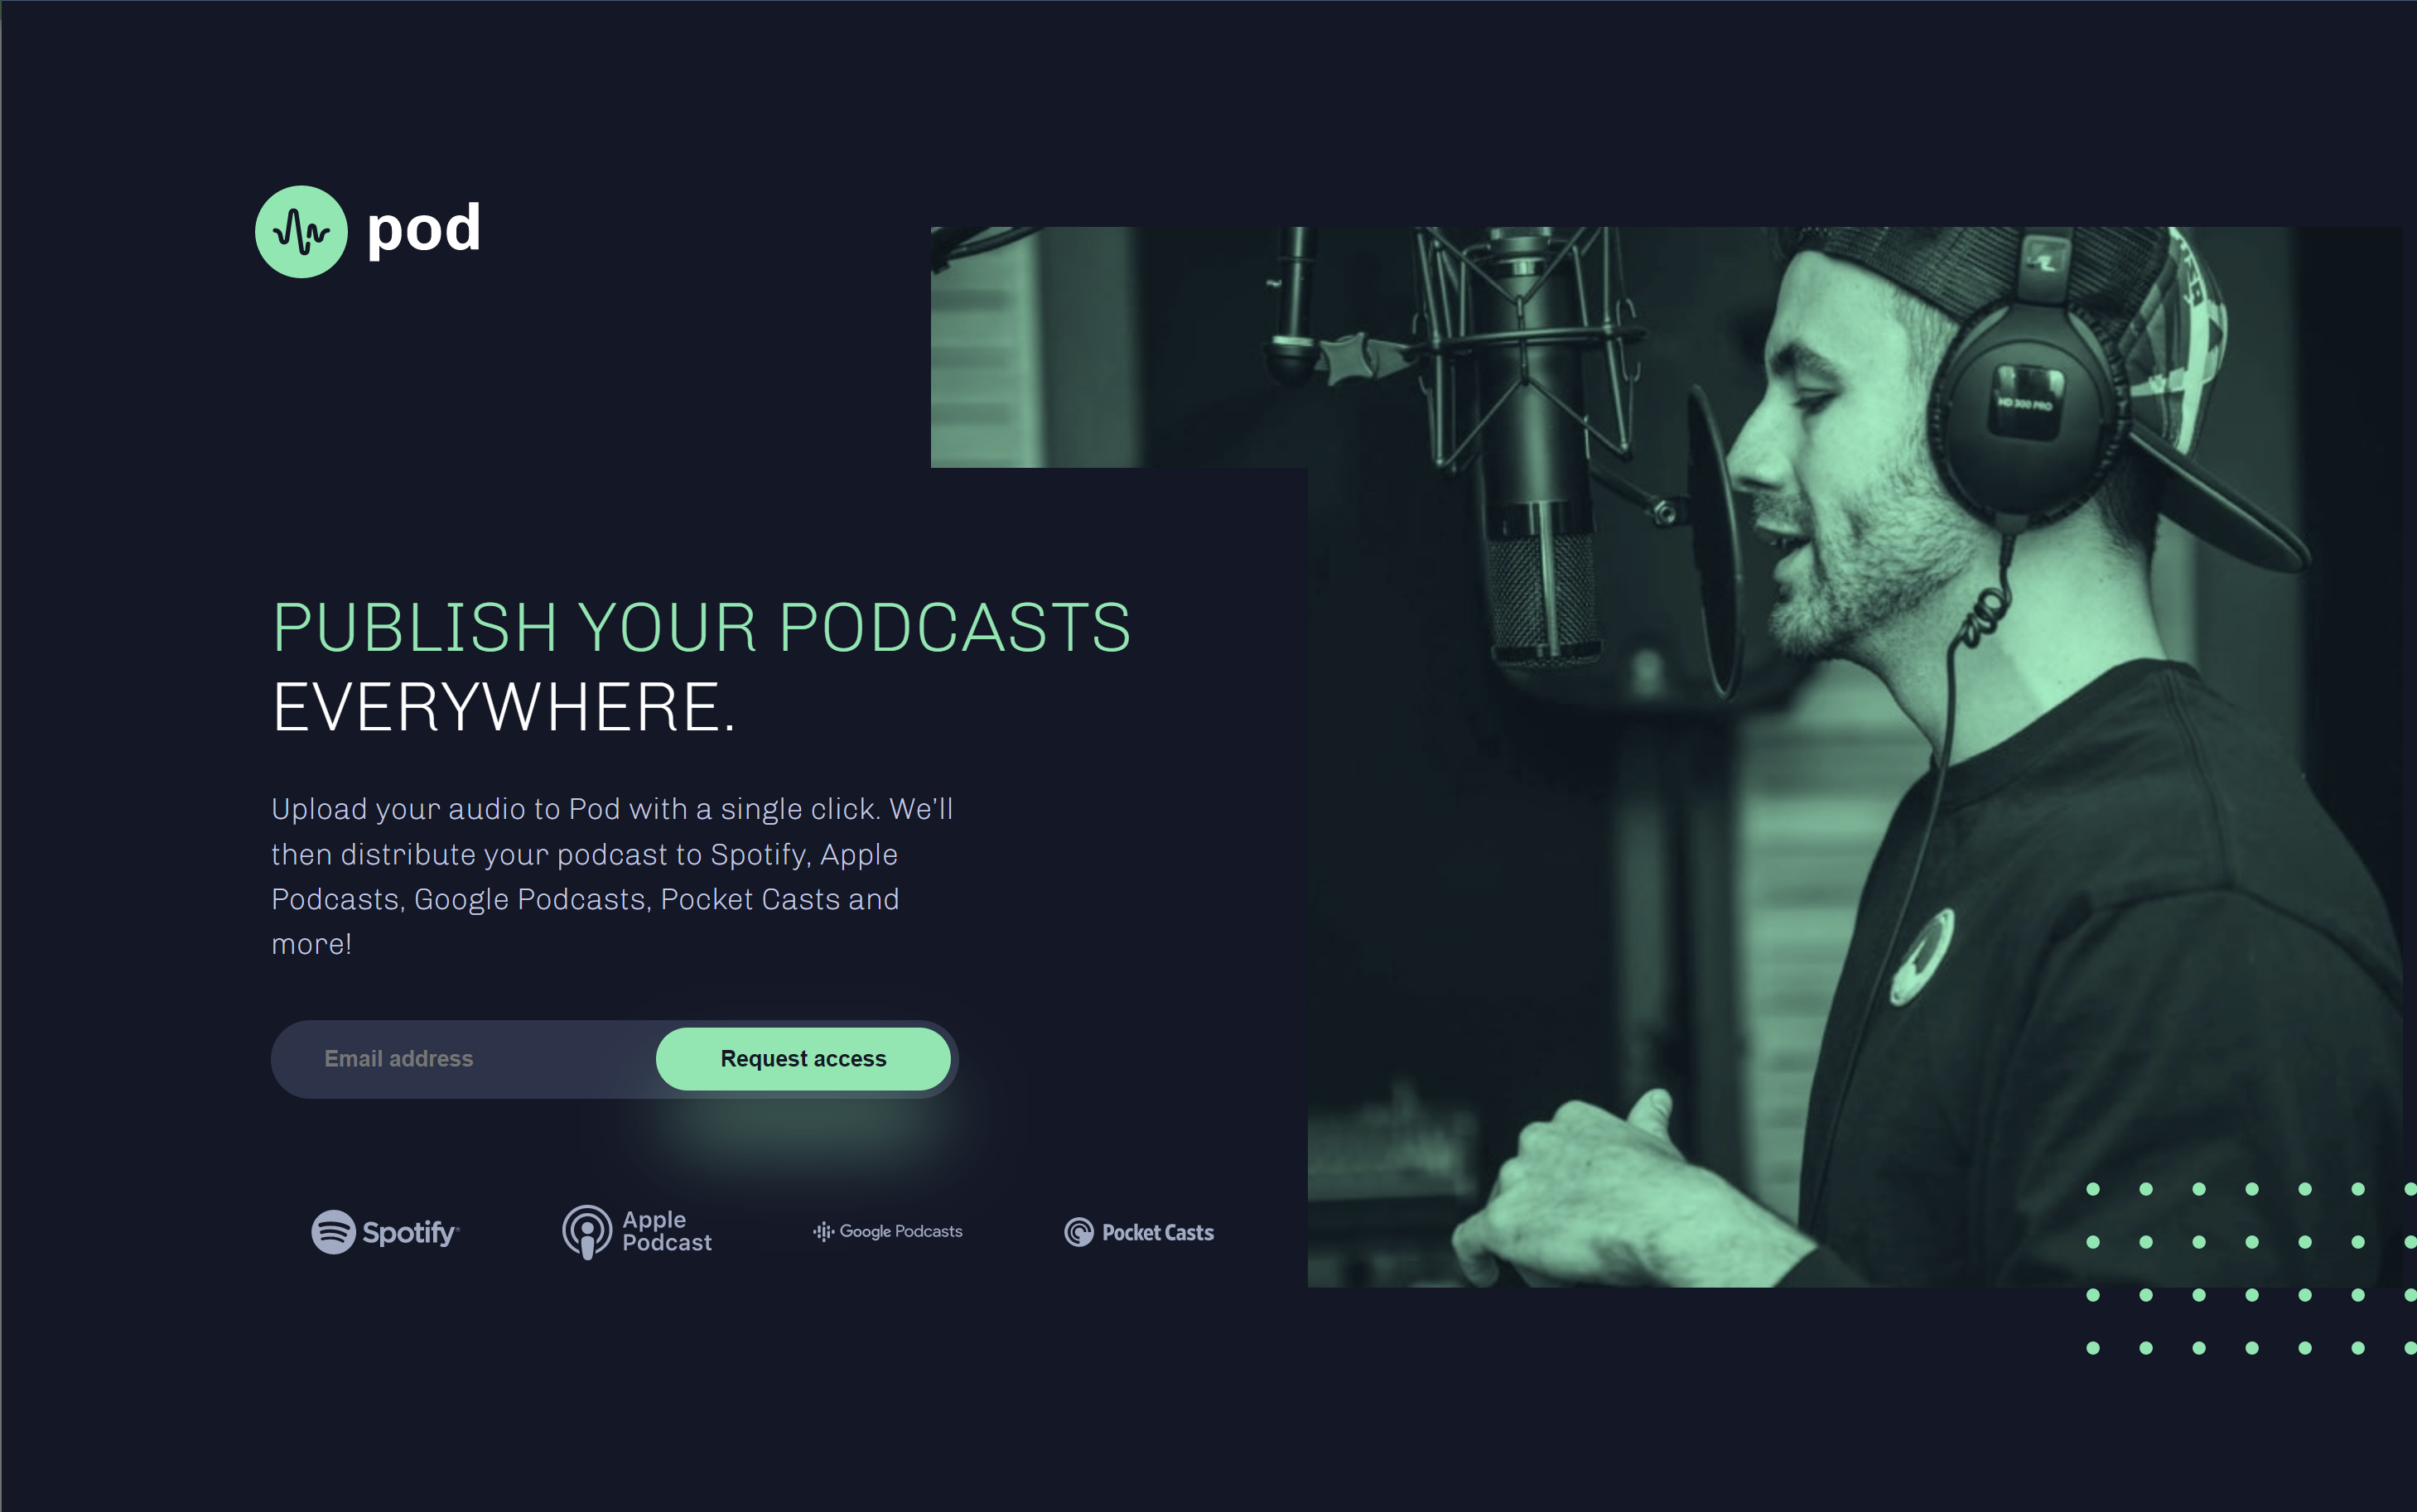 pod
HD 300 PRO
PUBLISH YOUR PODCASTS
EVERYWHERE.
Upload your audio to Pod with a single click. We’ll
then distribute your podcast to Spotify, Apple
Podcasts, Google Podcasts, Pocket Casts and
more!
Email address
Request access
Spotify
Apple
Podcast
Google Podcasts
Pocket Casts